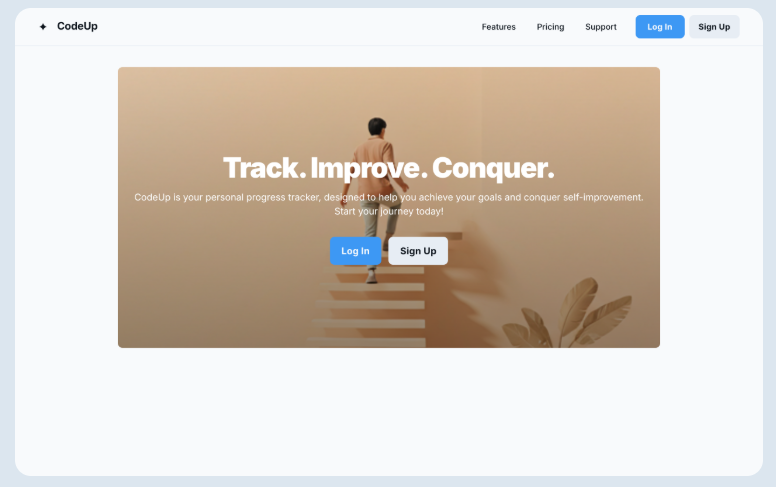 CodeUp
Features Pricing Support Log In Sign Up
Track. Improve. Conquer.
CodeUp is your personal progress tracker, designed to help you achieve your goals and conquer self-improvement.
Start your journey today!
Log In Sign Up